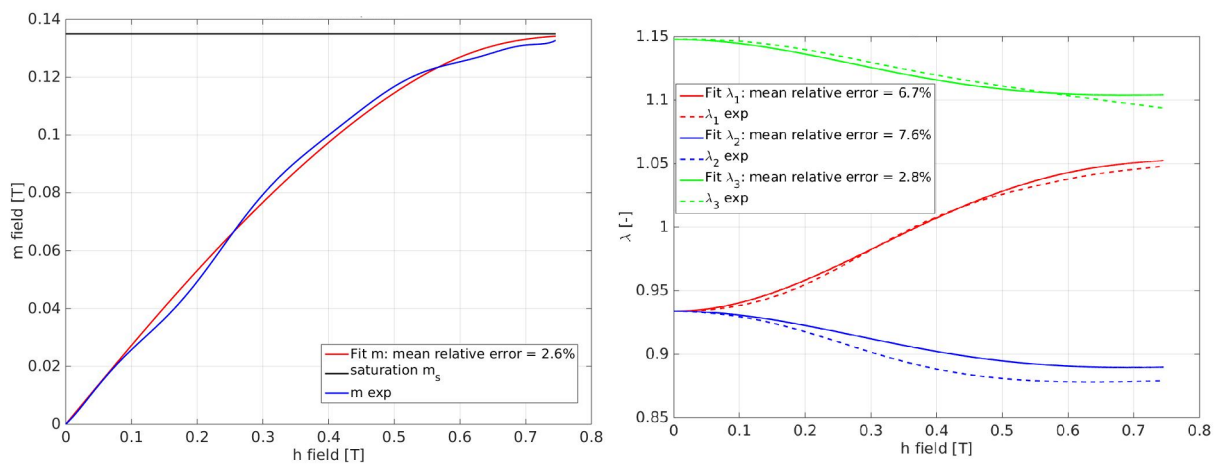 0.14
0.12
0.1
0.08
0.06
0.04
0.02
0
m field [T]
Fit m: mean relative error = 2.6%
saturation m_s
m exp
0 0.1 0.2 0.3 0.4 0.5 0.6 0.7 0.8
h field [T]
1.15
1.1
1.05
1
0.95
0.9
0.85
λ [-]
Fit λ_1: mean relative error = 6.7%
λ_1 exp
Fit λ_2: mean relative error = 7.6%
λ_2 exp
Fit λ_3: mean relative error = 2.8%
λ_3 exp
0 0.1 0.2 0.3 0.4 0.5 0.6 0.7 0.8
h field [T]